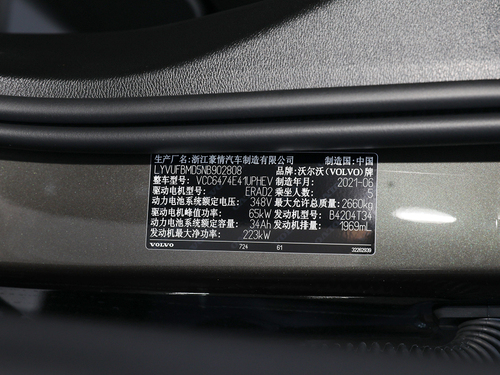 生产厂名:浙江豪情汽车制造有限公司 制造国:中国
LYVUFBMD5NB902808 品牌:沃尔沃(VOLVO)牌
整车型号: VCC6474E41UPHEV 制造年月: 2021-06
驱动电机型号: ERAD2 乘坐人数: 5
动力电池系统额定电压: 348V 最大允许总质量: 2660kg
驱动电机峰值功率: 65kW 发动机型号: B4204T34
动力电池系统额定容量: 34Ah 发动机排量: 1969mL
发动机最大净功率: 223kW
VOLVO 724 61 32262939